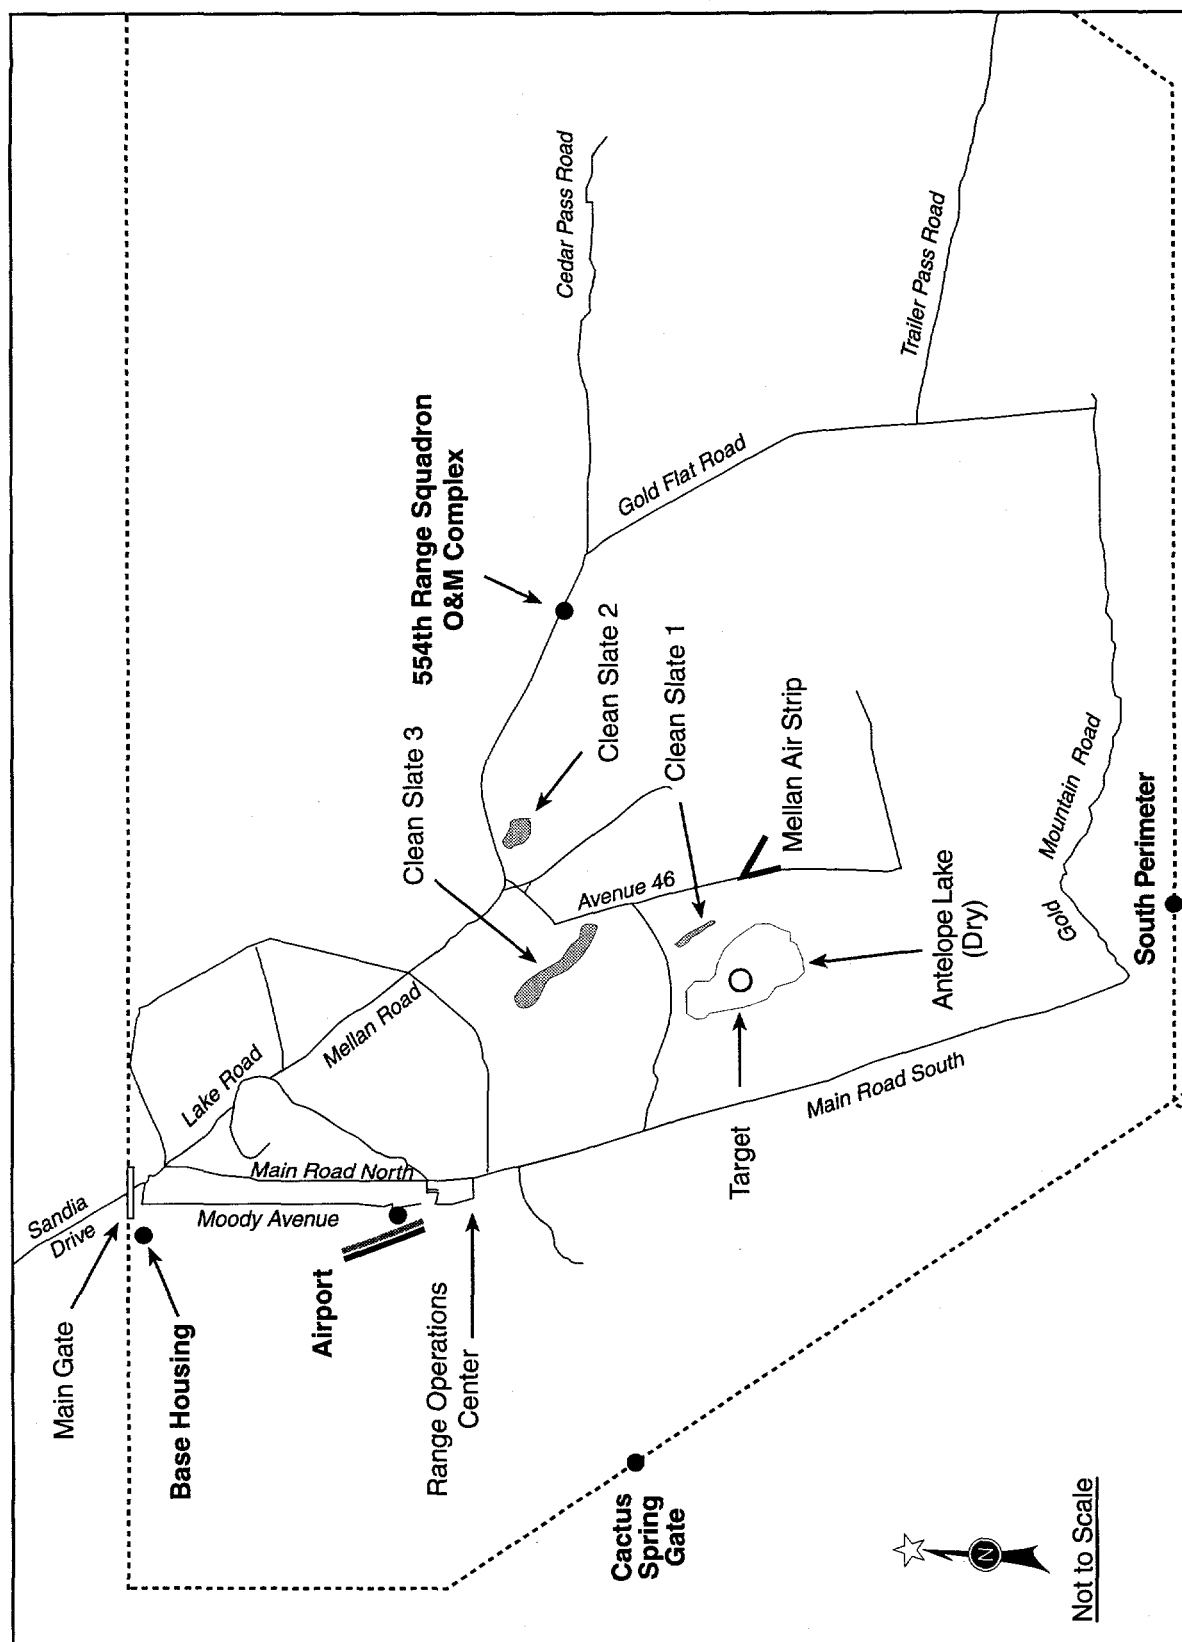 Sandia
Drive
Main Gate
Base Housing
Moody Avenue
Main Road North
Lake Road
Mellan Road
Airport
Range Operations
Center
Cactus
Spring
Gate
554th Range Squadron
O&M Complex
Clean Slate 3
Clean Slate 2
Clean Slate 1
Cedar Pass Road
Gold Flat Road
Trailer Pass Road
Avenue 46
Mellan Air Strip
Antelope Lake
(Dry)
Target
Main Road South
Gold
Mountain Road
South Perimeter
N
Not to Scale